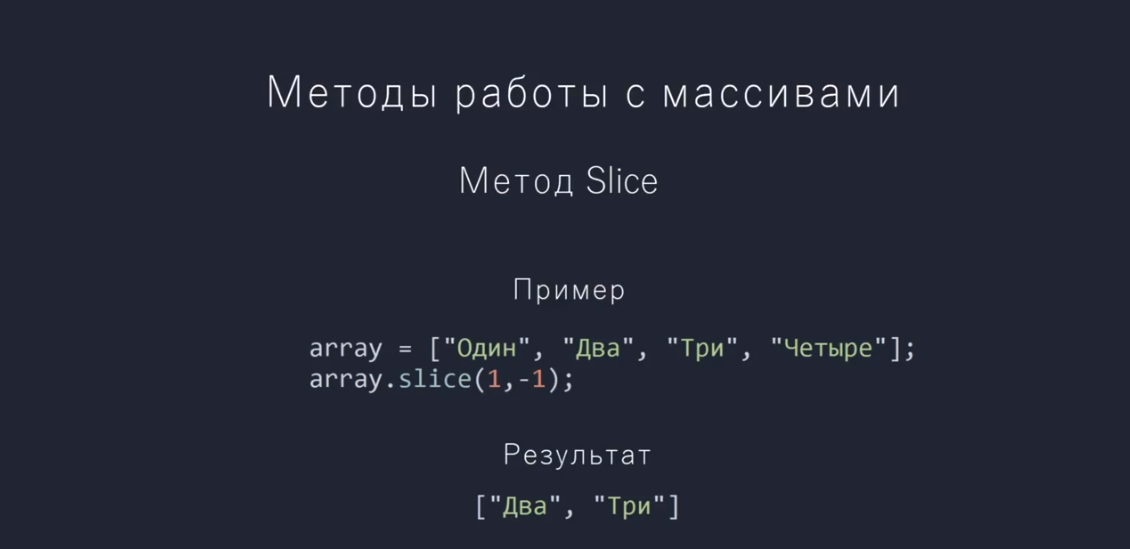 Методы работы с массивами
Метод Slice
Пример
array = ["Один", "Два", "Три", "Четыре"];
array.slice(1,-1);
Результат
["Два", "Три"]